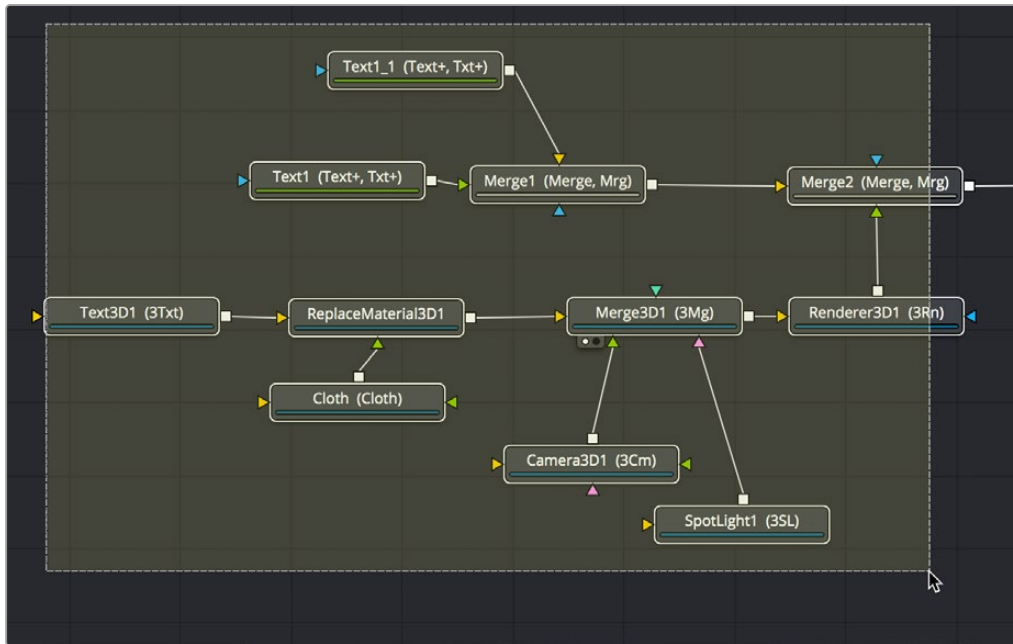 Text1_1 (Text+, Txt+)
Text1 (Text+, Txt+)
Merge1 (Merge, Mrg)
Merge2 (Merge, Mrg)
Text3D1 (3Txt)
ReplaceMaterial3D1
Merge3D1 (3Mg)
Renderer3D1 (3Rn)
Cloth (Cloth)
Camera3D1 (3Cm)
SpotLight1 (3SL)